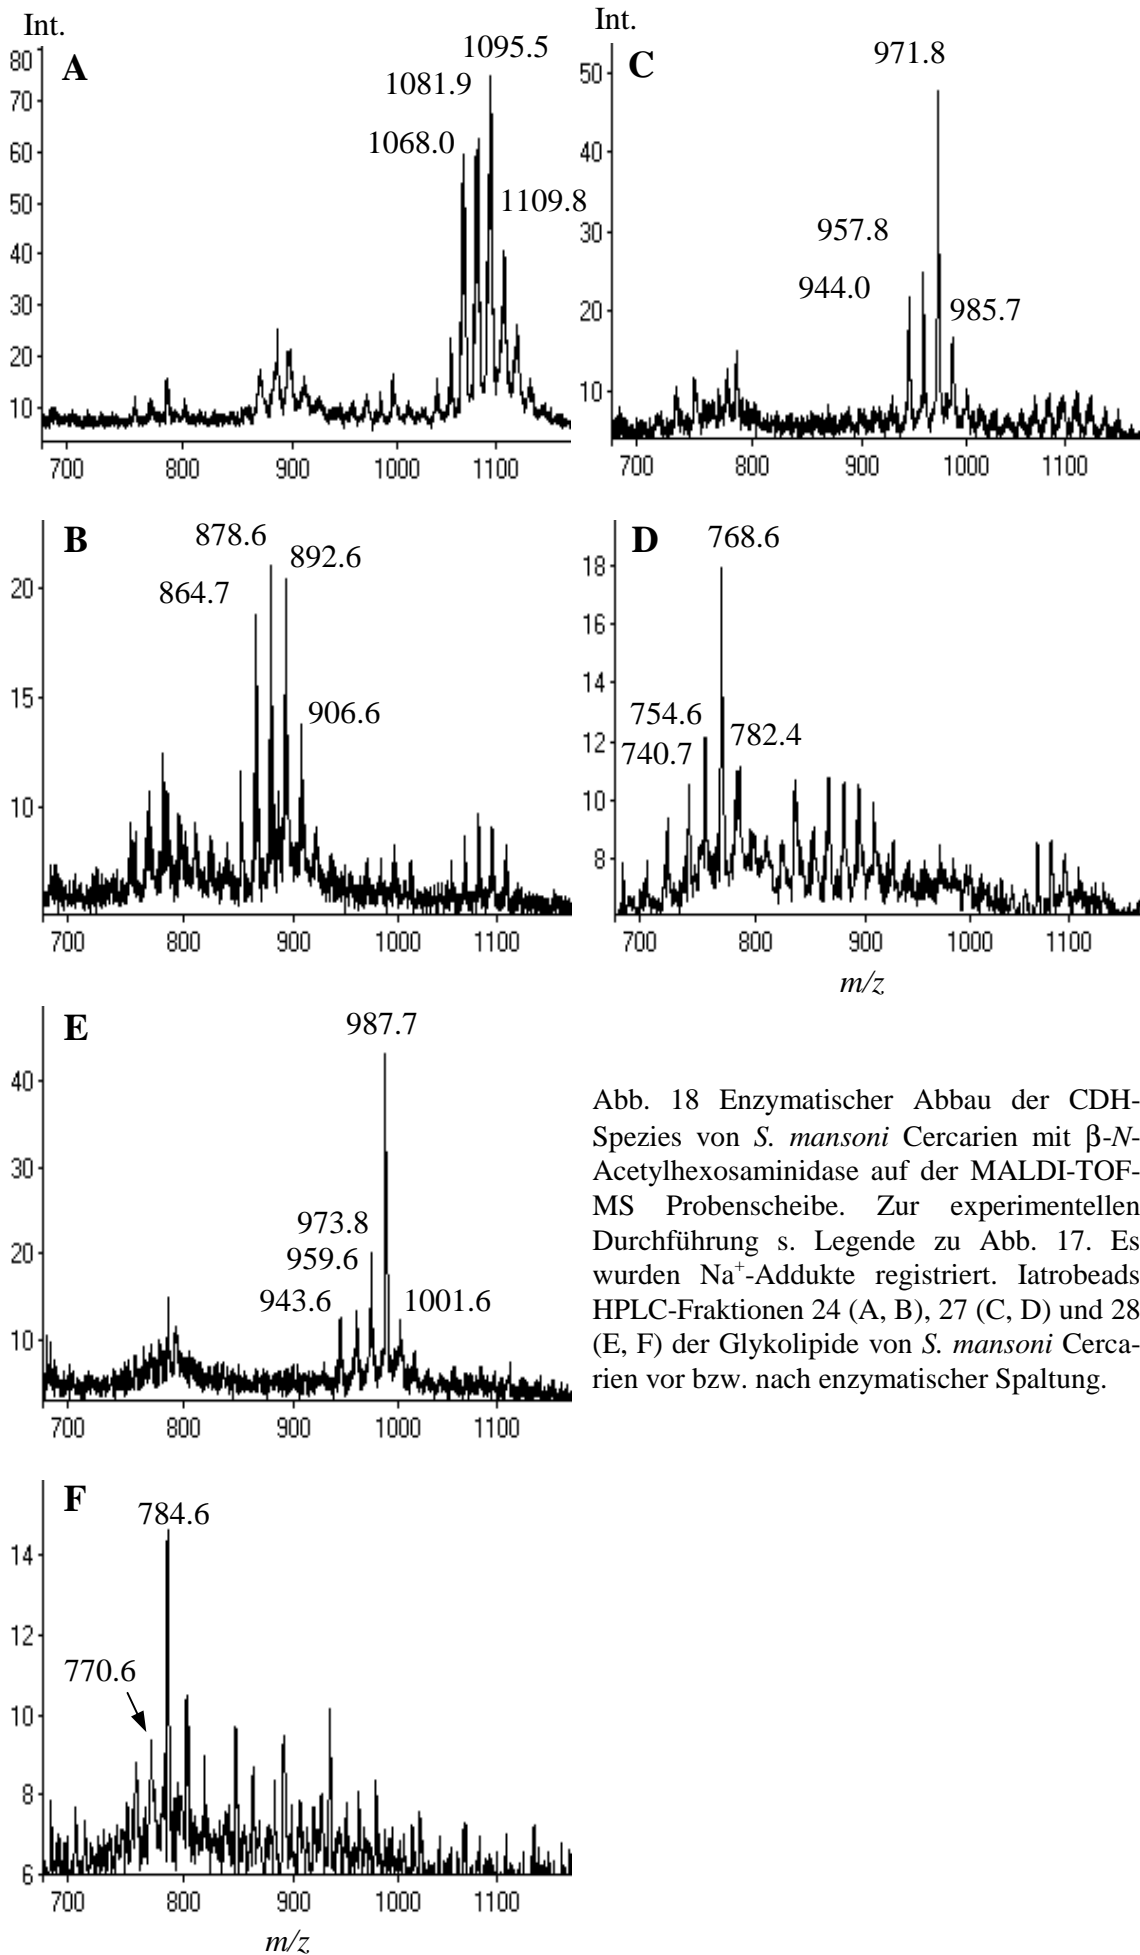 Int.
A
1095.5
1081.9
1068.0
1109.8
80
70
60
50
40
30
20
10
700 800 900 1000 1100
Int.
C
971.8
957.8
944.0
985.7
50
40
30
20
10
700 800 900 1000 1100
B
878.6
892.6
864.7
906.6
20
15
10
700 800 900 1000 1100
D
768.6
754.6
740.7
782.4
18
16
14
12
10
8
700 800 900 1000 1100
m/z
E
987.7
973.8
959.6
943.6
1001.6
40
30
20
10
700 800 900 1000 1100
Abb. 18 Enzymatischer Abbau der CDH-
Spezies von S. mansoni Cercarien mit β-N-
Acetylhexosaminidase auf der MALDI-TOF-
MS Probenscheibe. Zur experimentellen
Durchführung s. Legende zu Abb. 17. Es
wurden Na⁺-Addukte registriert. Iatrobeads
HPLC-Fraktionen 24 (A, B), 27 (C, D) und 28
(E, F) der Glykolipide von S. mansoni Cerca-
rien vor bzw. nach enzymatischer Spaltung.
F
784.6
770.6
14
12
10
8
6
700 800 900 1000 1100
m/z